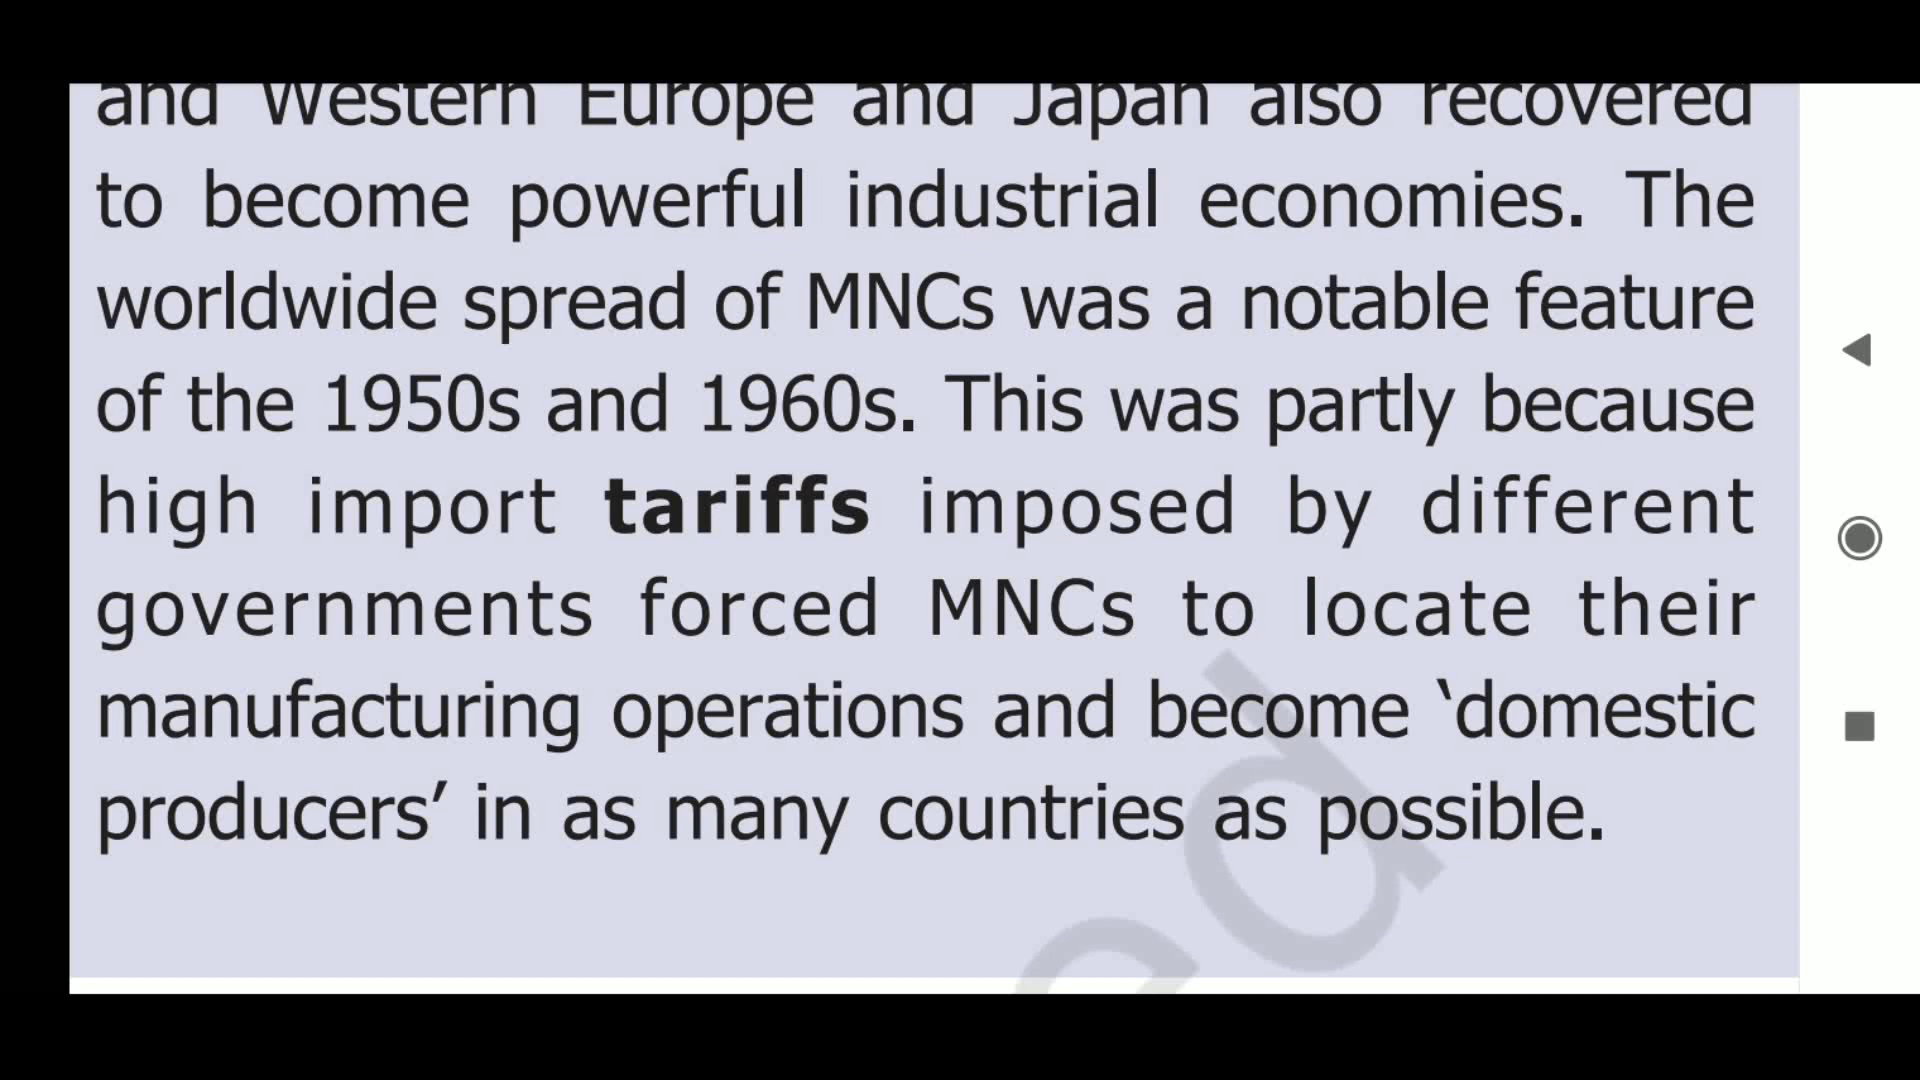 and Western Europe and Japan also recovered
to become powerful industrial economies. The
worldwide spread of MNCs was a notable feature
of the 1950s and 1960s. This was partly because
high import tariffs imposed by different
governments forced MNCs to locate their
manufacturing operations and become ‘domestic
producers’ in as many countries as possible.
ed